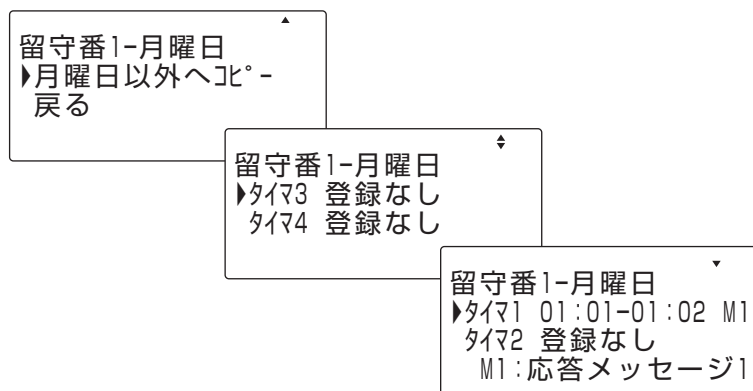 留守番1-月曜日
▶月曜日以外へｺﾋﾟｰ
戻る
留守番1-月曜日
▶ﾀｲﾏ3 登録なし
ﾀｲﾏ4 登録なし
留守番1-月曜日
▶ﾀｲﾏ1 01:01-01:02 M1
ﾀｲﾏ2 登録なし
M1:応答メッセージ1